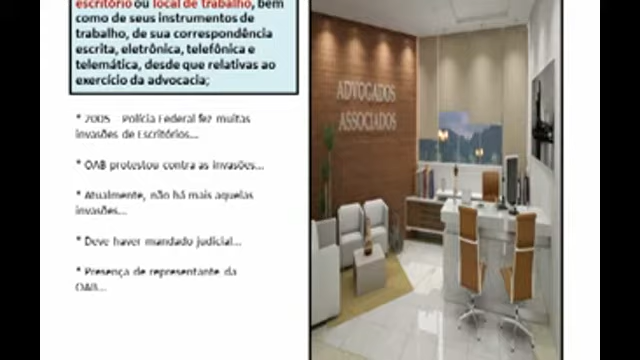 escritório ou local de trabalho, bem
como de seus instrumentos de
trabalho, de sua correspondência
escrita, eletrônica, telefônica e
telemática, desde que relativas ao
exercício da advocacia;
* 2005 - Polícia Federal fez muitas
invasões de Escritórios...
* OAB protestou contra as invasões...
* Atualmente, não há mais aquelas
invasões...
* Deve haver mandado judicial...
* Presença de representante da
OAB...
ADVOGADOS
ASSOCIADOS